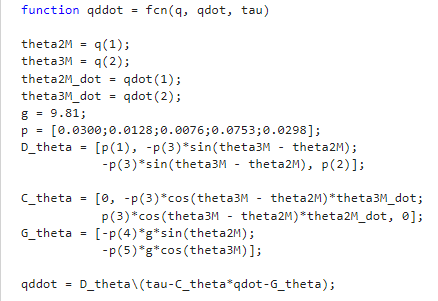 function qddot = fcn(q, qdot, tau)
theta2M = q(1);
theta3M = q(2);
theta2M_dot = qdot(1);
theta3M_dot = qdot(2);
g = 9.81;
p = [0.0300;0.0128;0.0076;0.0753;0.0298];
D_theta = [p(1), -p(3)*sin(theta3M - theta2M);
-p(3)*sin(theta3M - theta2M), p(2)];
C_theta = [0, -p(3)*cos(theta3M - theta2M)*theta3M_dot;
p(3)*cos(theta3M - theta2M)*theta2M_dot, 0];
G_theta = [-p(4)*g*sin(theta2M);
-p(5)*g*cos(theta3M)];
qddot = D_theta\(tau-C_theta*qdot-G_theta);